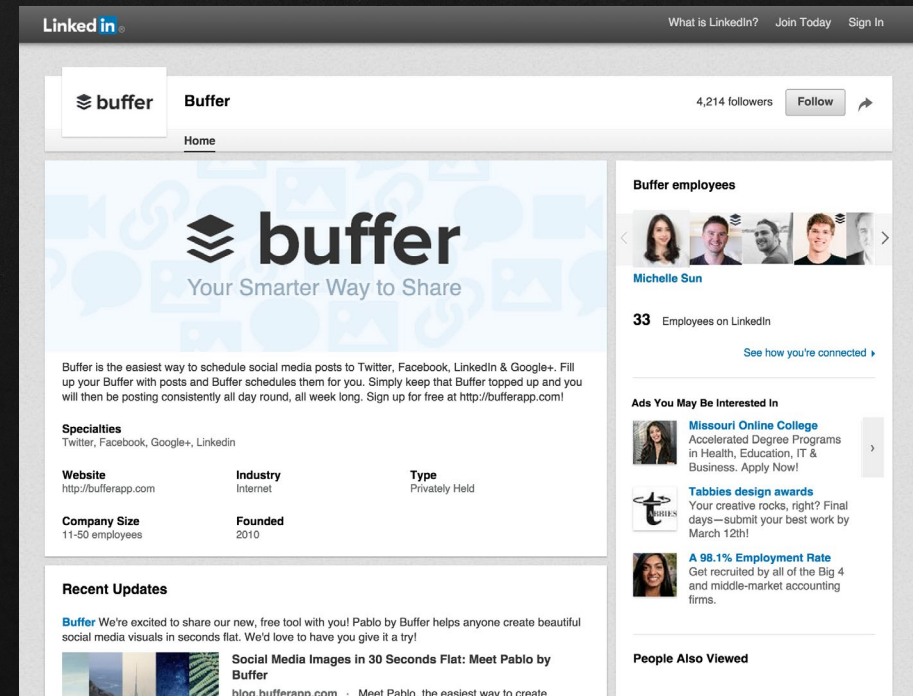 Linked in
What is LinkedIn? Join Today Sign In
buffer
Buffer
4,214 followers
Follow
Home
buffer
Your Smarter Way to Share
Buffer is the easiest way to schedule social media posts to Twitter, Facebook, LinkedIn & Google+. Fill
up your Buffer with posts and Buffer schedules them for you. Simply keep that Buffer topped up and you
will then be posting consistently all day round, all week long. Sign up for free at http://bufferapp.com!
Specialties
Twitter, Facebook, Google+, Linkedin
Website
http://bufferapp.com
Industry
Internet
Type
Privately Held
Company Size
11-50 employees
Founded
2010
Recent Updates
Buffer We're excited to share our new, free tool with you! Pablo by Buffer helps anyone create beautiful
social media visuals in seconds flat. We'd love to have you give it a try!
Social Media Images in 30 Seconds Flat: Meet Pablo by
Buffer
blog.bufferapp.com · Meet Pablo, the easiest way to create
Buffer employees
Michelle Sun
33 Employees on LinkedIn
See how you're connected
Ads You May Be Interested In
Missouri Online College
Accelerated Degree Programs
in Health, Education, IT &
Business. Apply Now!
TABBIES
Tabbies design awards
Your creative rocks, right? Final
days—submit your best work by
March 12th!
A 98.1% Employment Rate
Get recruited by all of the Big 4
and middle-market accounting
firms.
People Also Viewed